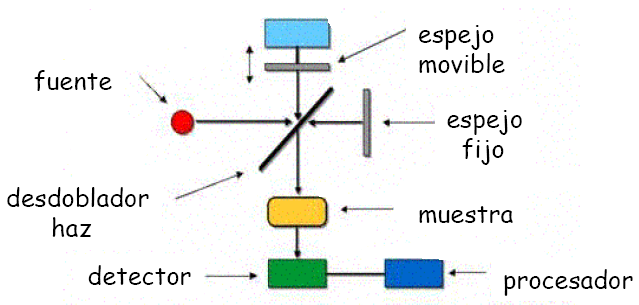 espejo
movible
fuente
espejo
fijo
desdoblador
haz
muestra
detector
procesador